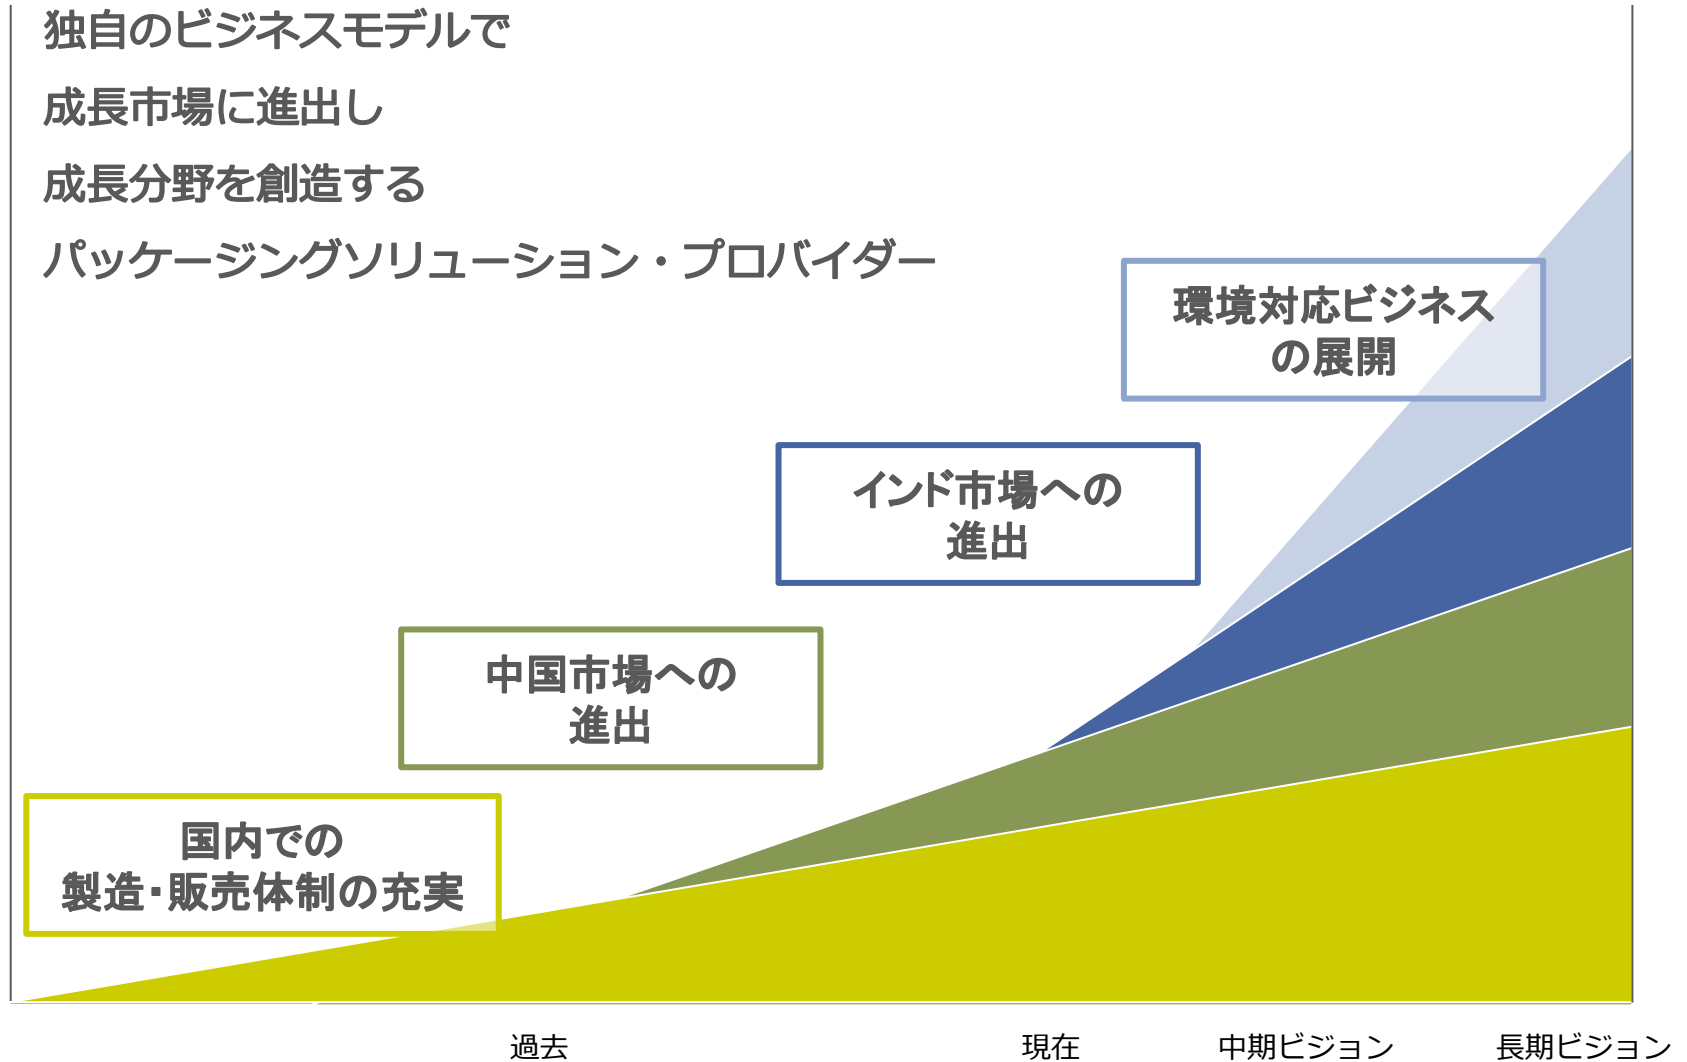 独自のビジネスモデルで
成長市場に進出し
成長分野を創造する
パッケージングソリューション・プロバイダー
環境対応ビジネス
の展開
インド市場への
進出
中国市場への
進出
国内での
製造・販売体制の充実
過去
現在
中期ビジョン
長期ビジョン